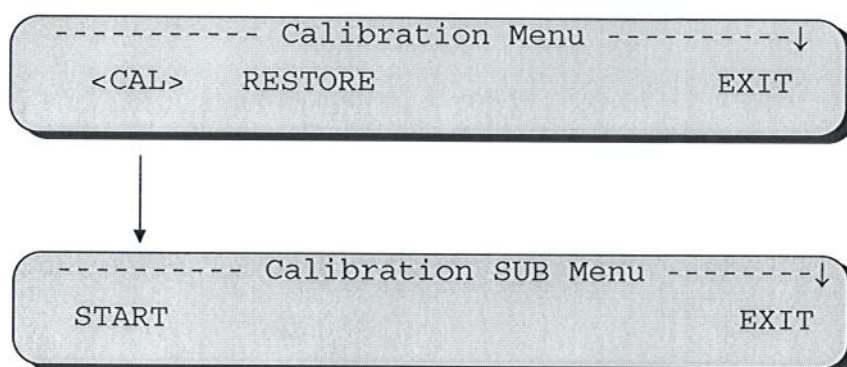 ----------- Calibration Menu ----------↓
<CAL> RESTORE EXIT
---------- Calibration SUB Menu --------↓
START EXIT